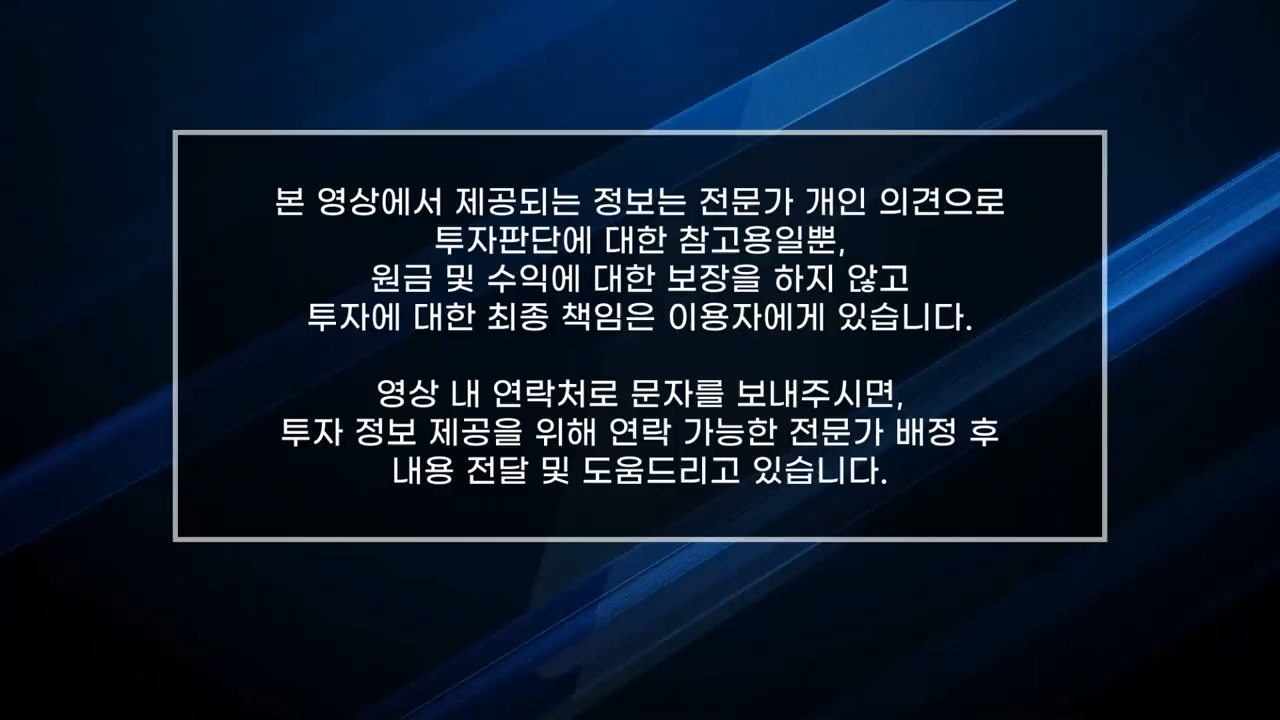 본 영상에서 제공되는 정보는 전문가 개인 의견으로
투자판단에 대한 참고용일뿐,
원금 및 수익에 대한 보장을 하지 않고
투자에 대한 최종 책임은 이용자에게 있습니다.
영상 내 연락처로 문자를 보내주시면,
투자 정보 제공을 위해 연락 가능한 전문가 배정 후
내용 전달 및 도움드리고 있습니다.